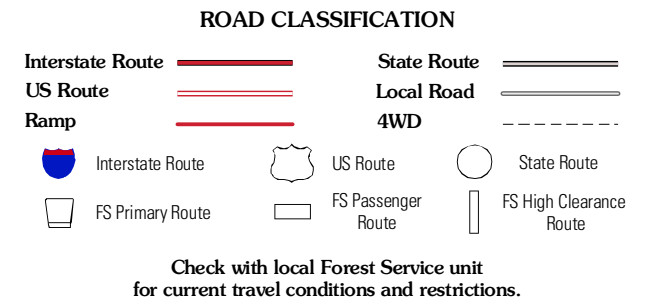 ROAD CLASSIFICATION
Interstate Route
State Route
US Route
Local Road
Ramp
4WD
Interstate Route
US Route
State Route
FS Primary Route
FS Passenger
Route
FS High Clearance
Route
Check with local Forest Service unit
for current travel conditions and restrictions.